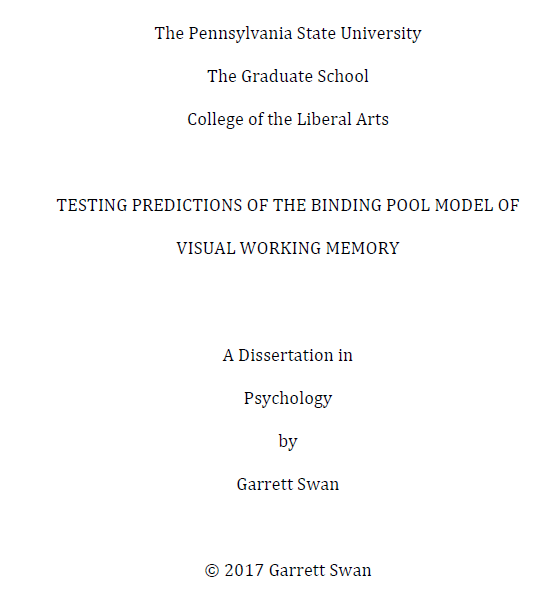 The Pennsylvania State University
The Graduate School
College of the Liberal Arts
TESTING PREDICTIONS OF THE BINDING POOL MODEL OF
VISUAL WORKING MEMORY
A Dissertation in
Psychology
by
Garrett Swan
© 2017 Garrett Swan